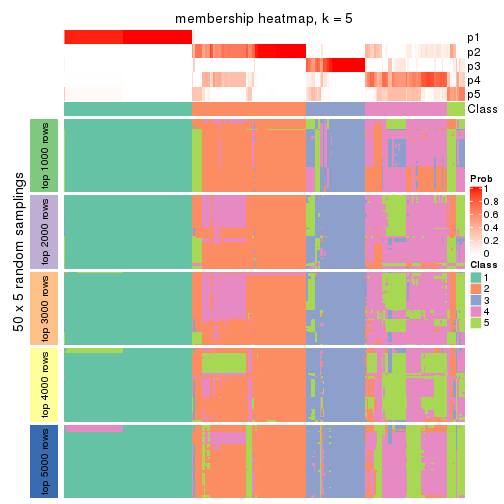 membership heatmap, k = 5
p1
p2
p3
p4
p5
Class
50 x 5 random samplings
top 1000 rows
top 2000 rows
top 3000 rows
top 4000 rows
top 5000 rows
Prob
1
0.8
0.6
0.4
0.2
0
Class
1
2
3
4
5